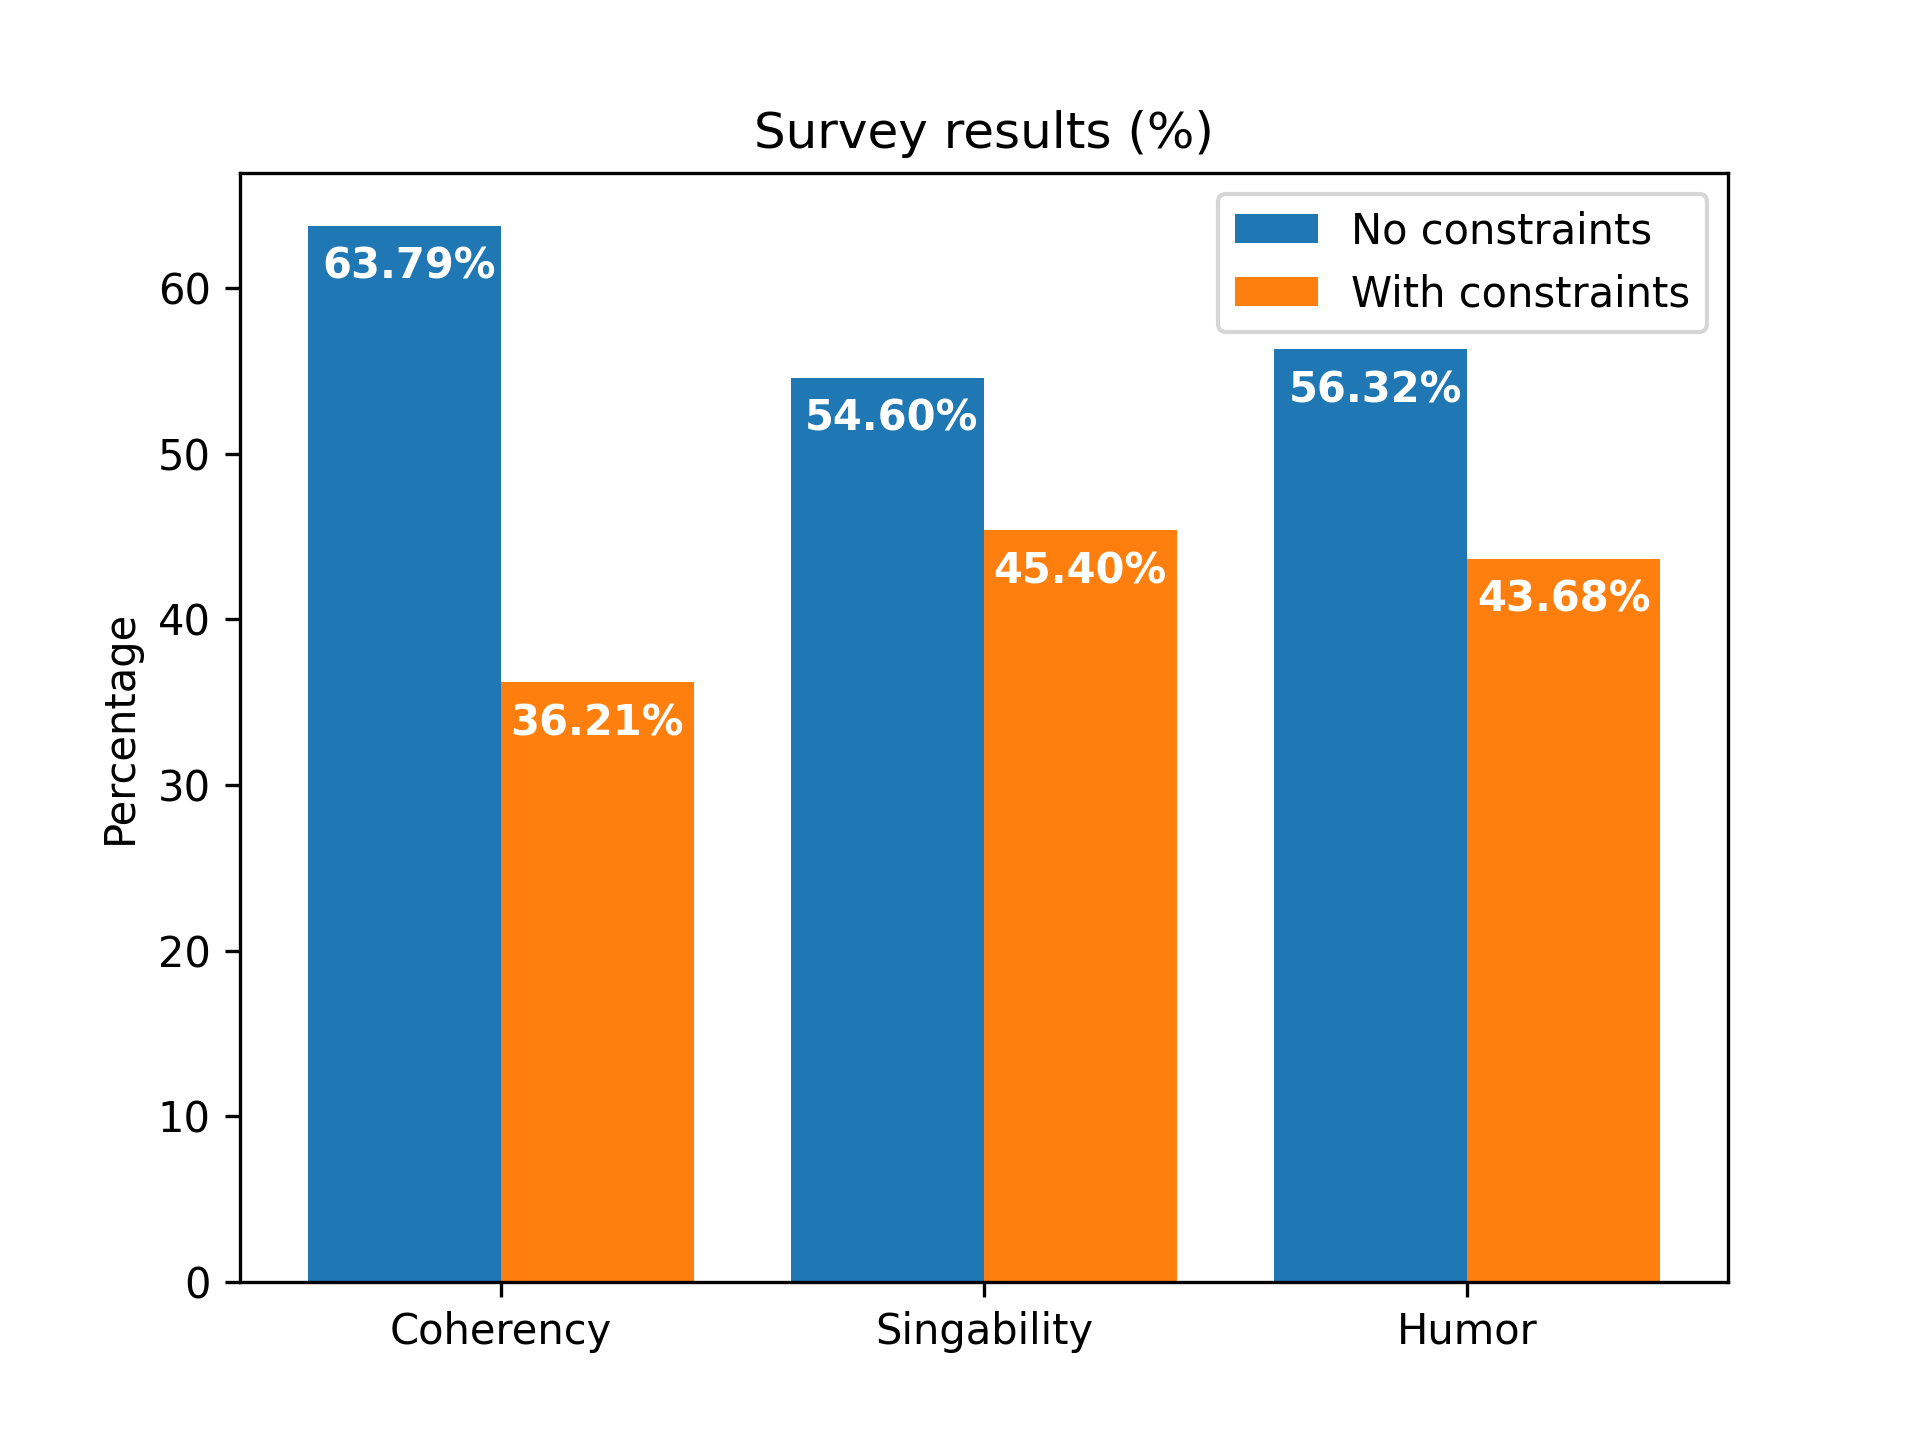 Survey results (%)
No constraints
With constraints
63.79%
54.60%
56.32%
36.21%
45.40%
43.68%
Percentage
60
50
40
30
20
10
0
Coherency
Singability
Humor